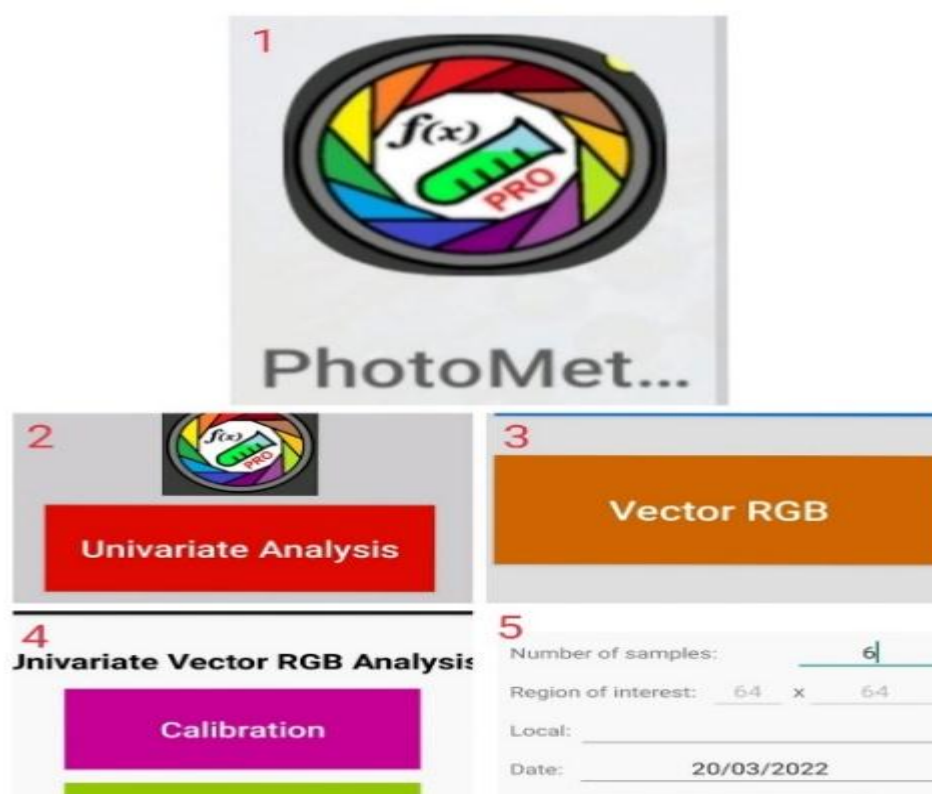 1
f(x)
PRO
PhotoMet...
2
f(x)
PRO
Univariate Analysis
3
Vector RGB
4
Univariate Vector RGB Analysis
Calibration
5
Number of samples: 6
Region of interest: 64 x 64
Local:
Date: 20/03/2022